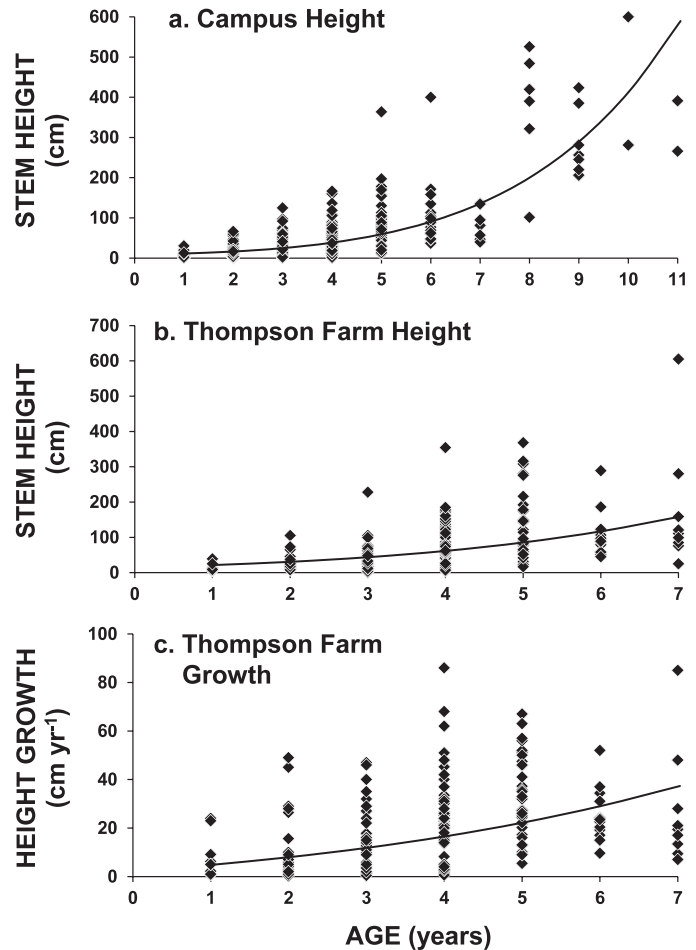 a. Campus Height
STEM HEIGHT
(cm)
600
500
400
300
200
100
0
0 1 2 3 4 5 6 7 8 9 10 11
b. Thompson Farm Height
STEM HEIGHT
(cm)
700
600
500
400
300
200
100
0
0 1 2 3 4 5 6 7
c. Thompson Farm
Growth
HEIGHT GROWTH
(cm yr⁻¹)
100
80
60
40
20
0
0 1 2 3 4 5 6 7
AGE (years)